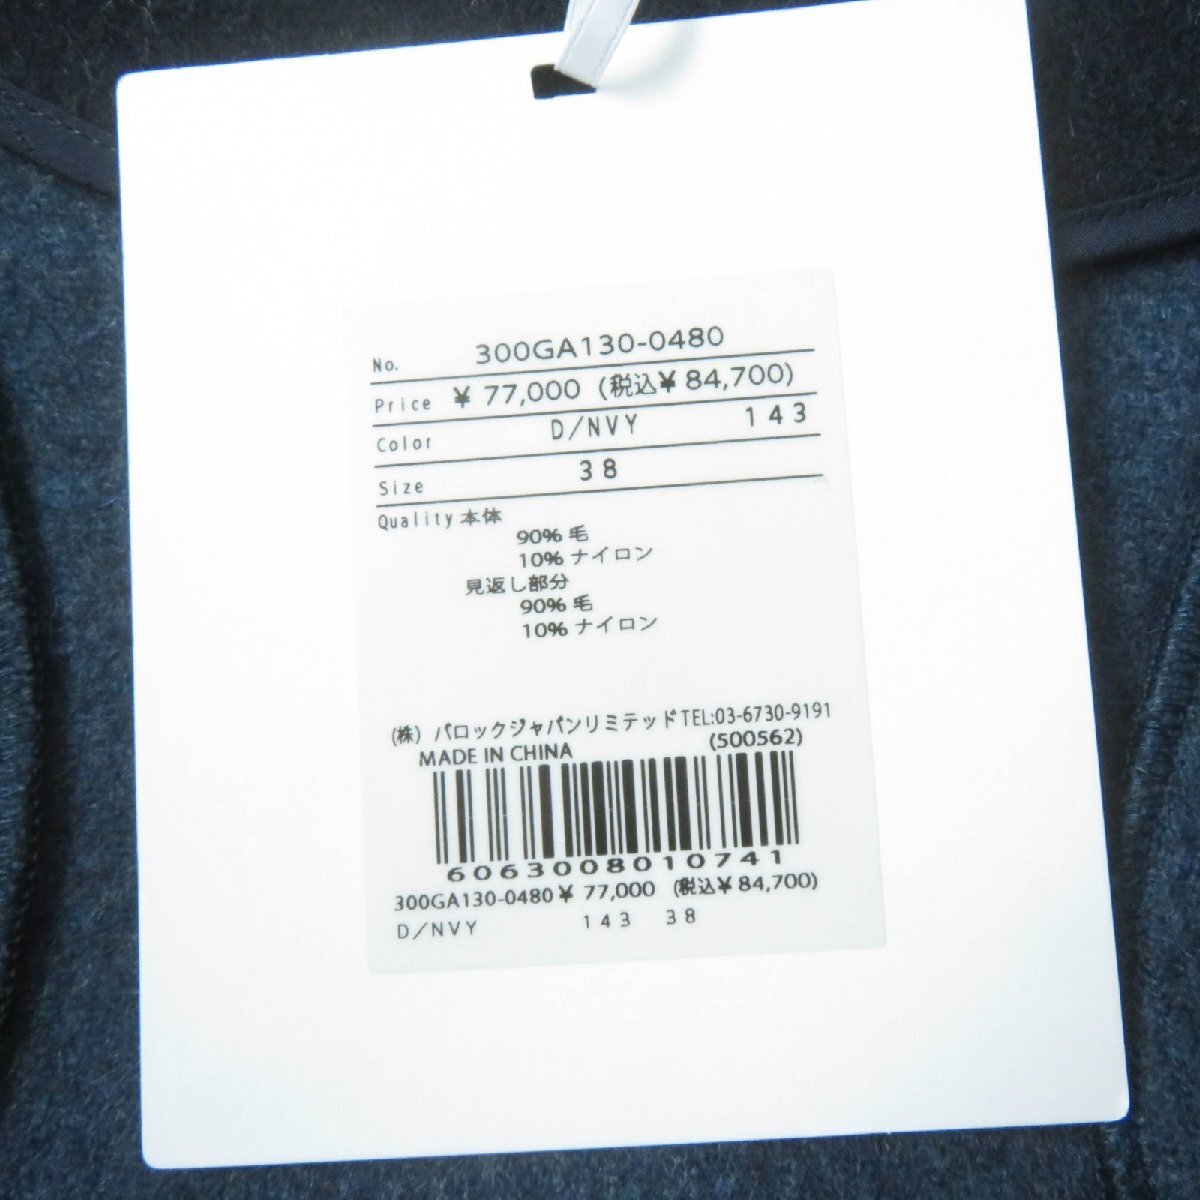 No. 300GA130-0480
Price ¥ 77,000 (税込¥ 84,700)
Color D/NVY 143
Size 38
Quality 本体
90% 毛
10% ナイロン
見返し部分
90% 毛
10% ナイロン
(株) バロックジャパンリミテッド TEL:03-6730-9191
MADE IN CHINA (500562)
6063008010741
300GA130-0480 ¥ 77,000 (税込¥ 84,700)
D/NVY 143 38